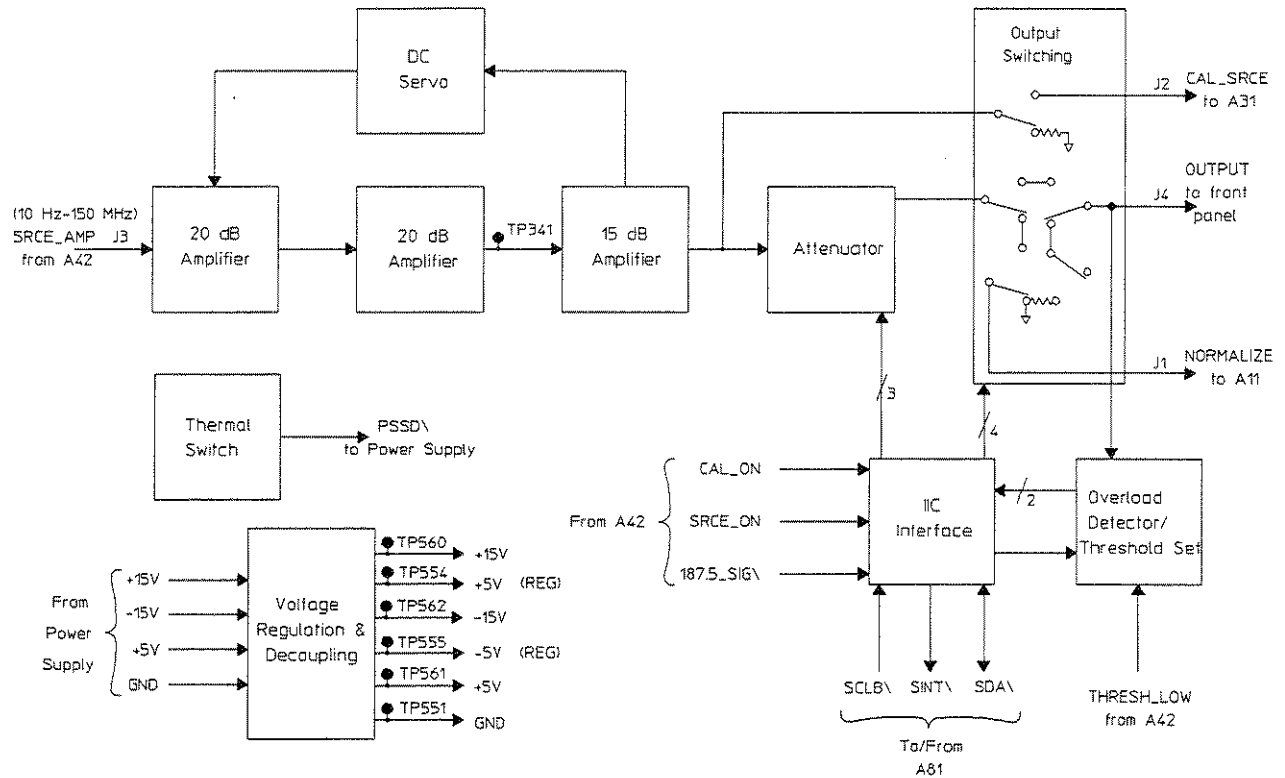 DC
Servo
Output
Switching
J2
CAL_SRCE
to A31
OUTPUT
J4
to front
panel
(10 Hz-150 MHz)
SRCE_AMP J3
from A42
20 dB
Amplifier
20 dB
Amplifier
TP341
15 dB
Amplifier
Attenuator
J1
NORMALIZE
to A11
3
4
Thermal
Switch
PSSD\
to Power Supply
From A42
CAL_ON
SRCE_ON
187.5_SIG\
IIC
Interface
2
Overload
Detector/
Threshold Set
From
Power
Supply
+15V
-15V
+5V
GND
Voltage
Regulation &
Decoupling
TP560
+15V
TP554
+5V (REG)
TP562
-15V
TP555
-5V (REG)
TP561
+5V
TP551
GND
SCLB\
SINT\
SDA\
To/From
A81
THRESH_LOW
from A42